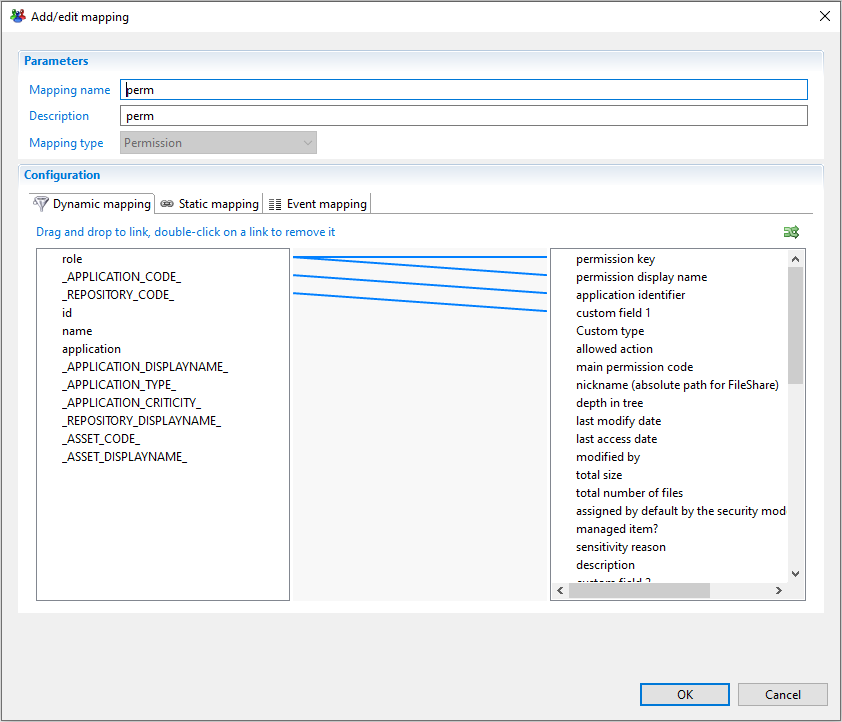 Add/edit mapping
Parameters
Mapping name perm
Description perm
Mapping type Permission
Configuration
Dynamic mapping Static mapping Event mapping
Drag and drop to link, double-click on a link to remove it
role
_APPLICATION_CODE_
_REPOSITORY_CODE_
id
name
application
_APPLICATION_DISPLAYNAME_
_APPLICATION_TYPE_
_APPLICATION_CRITICITY_
_REPOSITORY_DISPLAYNAME_
_ASSET_CODE_
_ASSET_DISPLAYNAME_
permission key
permission display name
application identifier
custom field 1
Custom type
allowed action
main permission code
nickname (absolute path for FileShare)
depth in tree
last modify date
last access date
modified by
total size
total number of files
assigned by default by the security mod
managed item?
sensitivity reason
description
custom field 2
OK Cancel